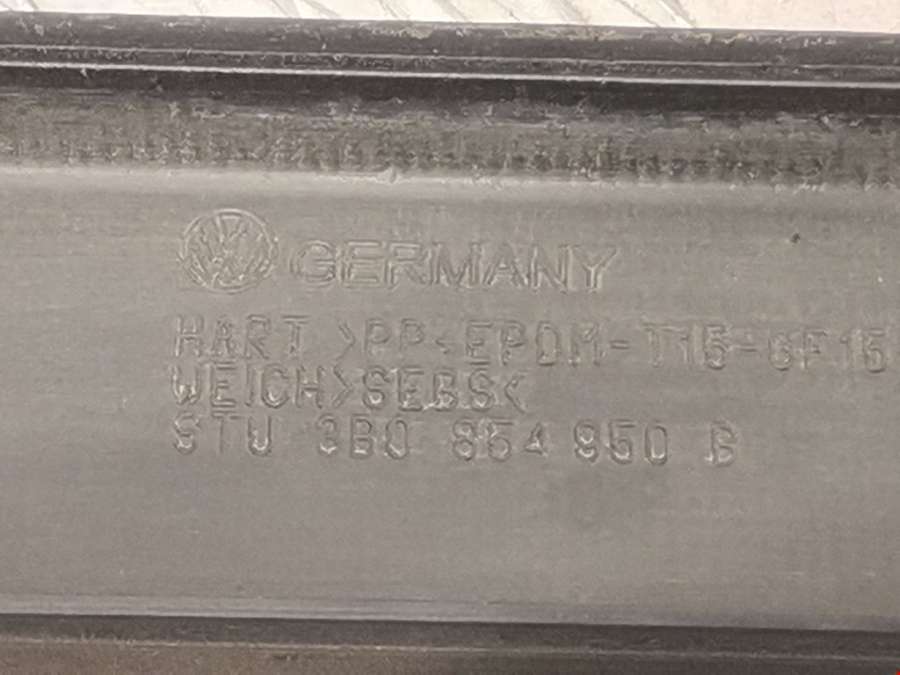 GERMANY
HART >PP<EPDM-T15-GF15
WEICH>SEBS<
STU 3B0 854 950 B